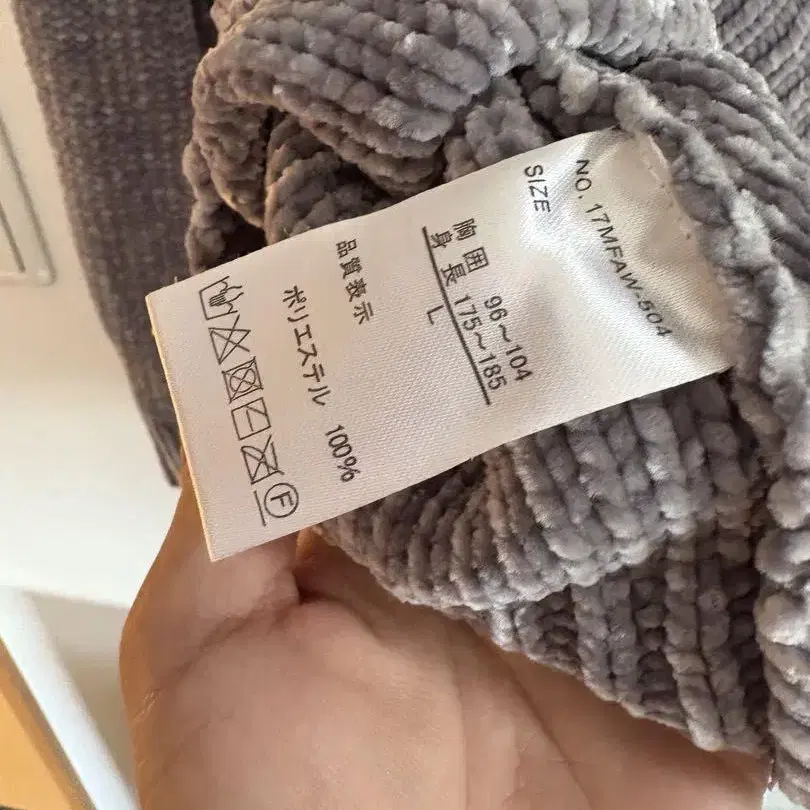 NO.17MFAW-504
SIZE
胸囲 96~104
身長 175~185
L
品質表示
ポリエステル 100%
F